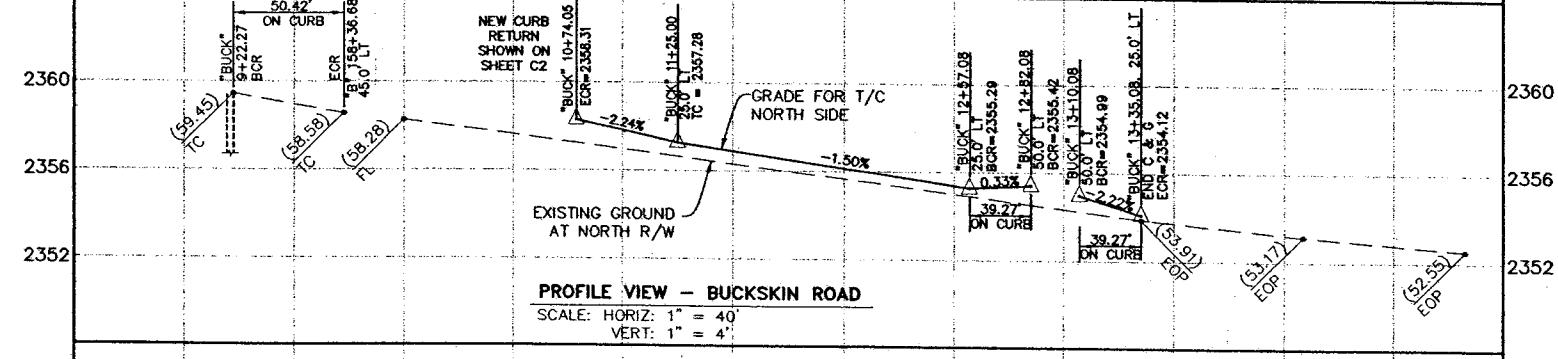 50.42'
ON CURB
"BUCK"
9+22.27
BCR
ECR
"B" 158+36.68
45.0' LT
NEW CURB
RETURN
SHOWN ON
SHEET C2
"BUCK" 10+74.05
ECR=2358.31
"BUCK" 11+25.00
25.0' LT
TC = 2357.28
GRADE FOR T/C
NORTH SIDE
"BUCK" 12+57.08
25.0' LT
BCR=2355.29
"BUCK" 12+82.08
50.0' LT
BCR=2355.42
"BUCK" 13+10.08
50.0' LT
BCR=2354.99
"BUCK" 13+35.08, 25.0' LT
END C & G
ECR=2354.12
2360
2360
(59.45)
TC
(58.58)
TC
(58.28)
FL
-2.24%
-1.50%
0.33%
-2.22%
2356
2356
EXISTING GROUND
AT NORTH R/W
39.27'
ON CURB
39.27'
ON CURB
(53.91)
EOP
(53.17)
EOP
(52.55)
EOP
2352
2352
PROFILE VIEW – BUCKSKIN ROAD
SCALE: HORIZ: 1" = 40'
VERT: 1" = 4'